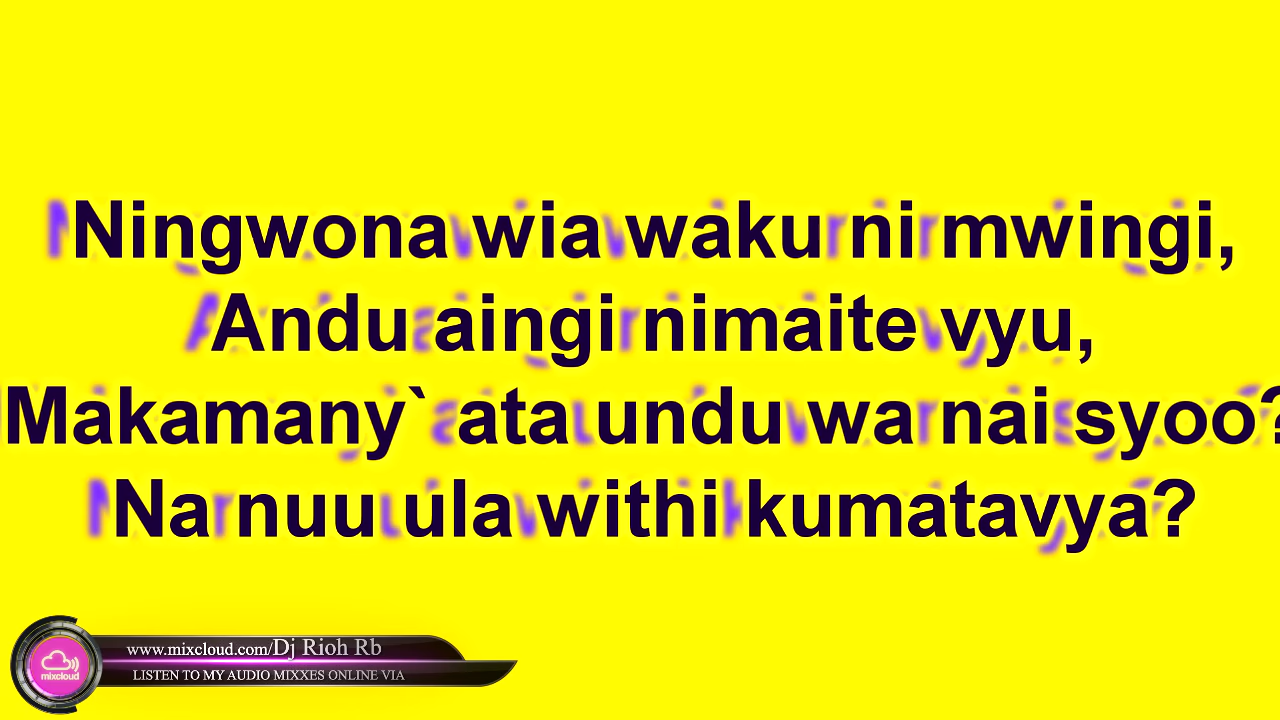 Ningwona wia waku ni mwingi,
Andu aingi nimaite vyu,
Makamany` ata undu wa nai syoo?
Na nuu ula withi kumatavya?
www.mixcloud.com/Dj Rioh Rb
mixcloud
LISTEN TO MY AUDIO MIXXES ONLINE VIA